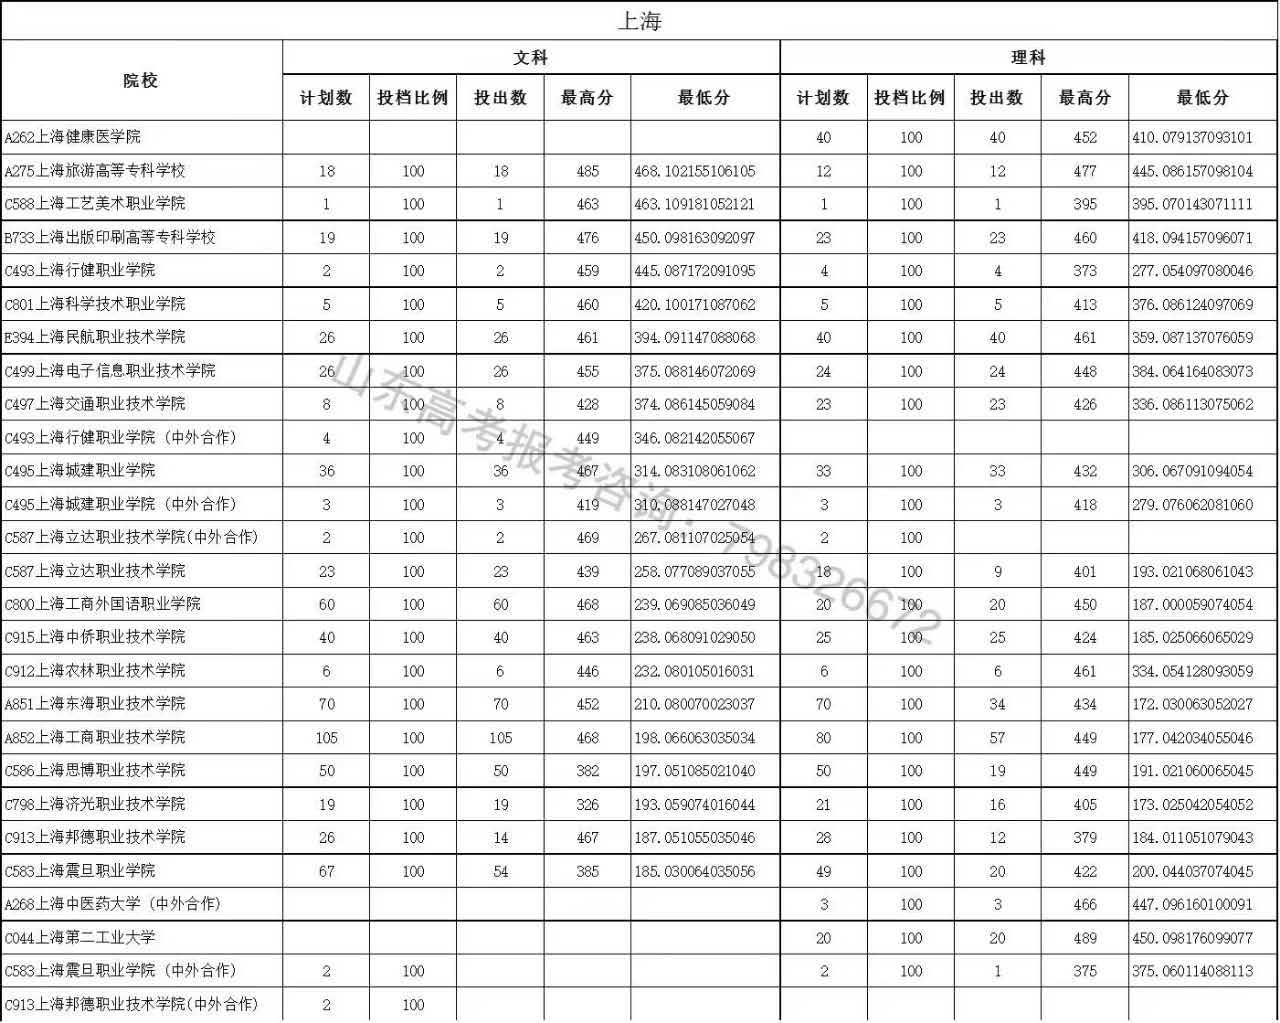 上海
院校 文科 理科
计划数 投档比例 投出数 最高分 最低分 计划数 投档比例 投出数 最高分 最低分
A262上海健康医学院 40 100 40 452 410.079137093101
A275上海旅游高等专科学校 18 100 18 485 468.102155106105 12 100 12 477 445.086157098104
C588上海工艺美术职业学院 1 100 1 463 463.109181052121 1 100 1 395 395.070143071111
B733上海出版印刷高等专科学校 19 100 19 476 450.098163092097 23 100 23 460 418.094157096071
C493上海行健职业学院 2 100 2 459 445.087172091095 4 100 4 373 277.054097080046
C801上海科学技术职业学院 5 100 5 460 420.100171087062 5 100 5 413 376.086124097069
E394上海民航职业技术学院 26 100 26 461 394.091147088068 40 100 40 461 359.087137076059
C499上海电子信息职业技术学院 26 100 26 455 375.088146072069 24 100 24 448 384.064164083073
C497上海交通职业技术学院 8 100 8 428 374.086145059084 23 100 23 426 336.086113075062
C493上海行健职业学院（中外合作） 4 100 4 449 346.082142055067
C495上海城建职业学院 36 100 36 467 314.083108061062 33 100 33 432 306.067091094054
C495上海城建职业学院（中外合作） 3 100 3 419 310.088147027048 3 100 3 418 279.076062081060
C587上海立达职业技术学院(中外合作) 2 100 2 469 267.081107025054 2 100
C587上海立达职业技术学院 23 100 23 439 258.077089037055 18 100 9 401 193.021068061043
C800上海工商外国语职业学院 60 100 60 468 239.069085036049 20 100 20 450 187.000059074054
C915上海中侨职业技术学院 40 100 40 463 238.068091029050 25 100 25 424 185.025066065029
C912上海农林职业技术学院 6 100 6 446 232.080105016031 6 100 6 461 334.054128093059
A851上海东海职业技术学院 70 100 70 452 210.080070023037 70 100 34 434 172.030063052027
A852上海工商职业技术学院 105 100 105 468 198.066063035034 80 100 57 449 177.042034055046
C586上海思博职业技术学院 50 100 50 382 197.051085021040 50 100 19 449 191.021060065045
C798上海济光职业技术学院 19 100 19 326 193.059074016044 21 100 16 405 173.025042054052
C913上海邦德职业技术学院 26 100 14 467 187.051055035046 28 100 12 379 184.011051079043
C583上海震旦职业学院 67 100 54 385 185.030064035056 49 100 20 422 200.044037074045
A268上海中医药大学（中外合作） 3 100 3 466 447.096160100091
C044上海第二工业大学 20 100 20 489 450.098176099077
C583上海震旦职业学院（中外合作） 2 100 2 100 1 375 375.060114088113
C913上海邦德职业技术学院(中外合作) 2 100
山东高考报考咨询：798326672